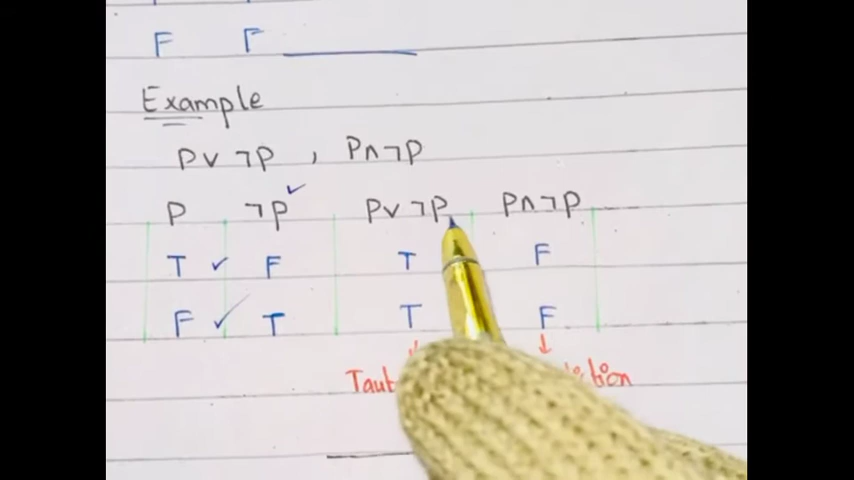 F F
Example
P∨ ¬P , P∧¬P
P ¬P P∨ ¬P P∧¬P
T F T F
F T T F